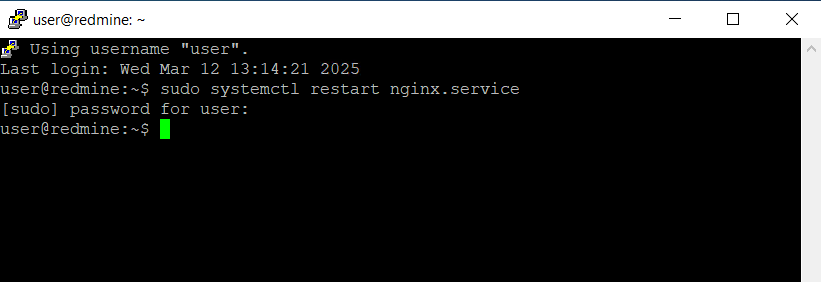 user@redmine: ~
Using username "user".
Last login: Wed Mar 12 13:14:21 2025
user@redmine:~$ sudo systemctl restart nginx.service
[sudo] password for user:
user@redmine:~$